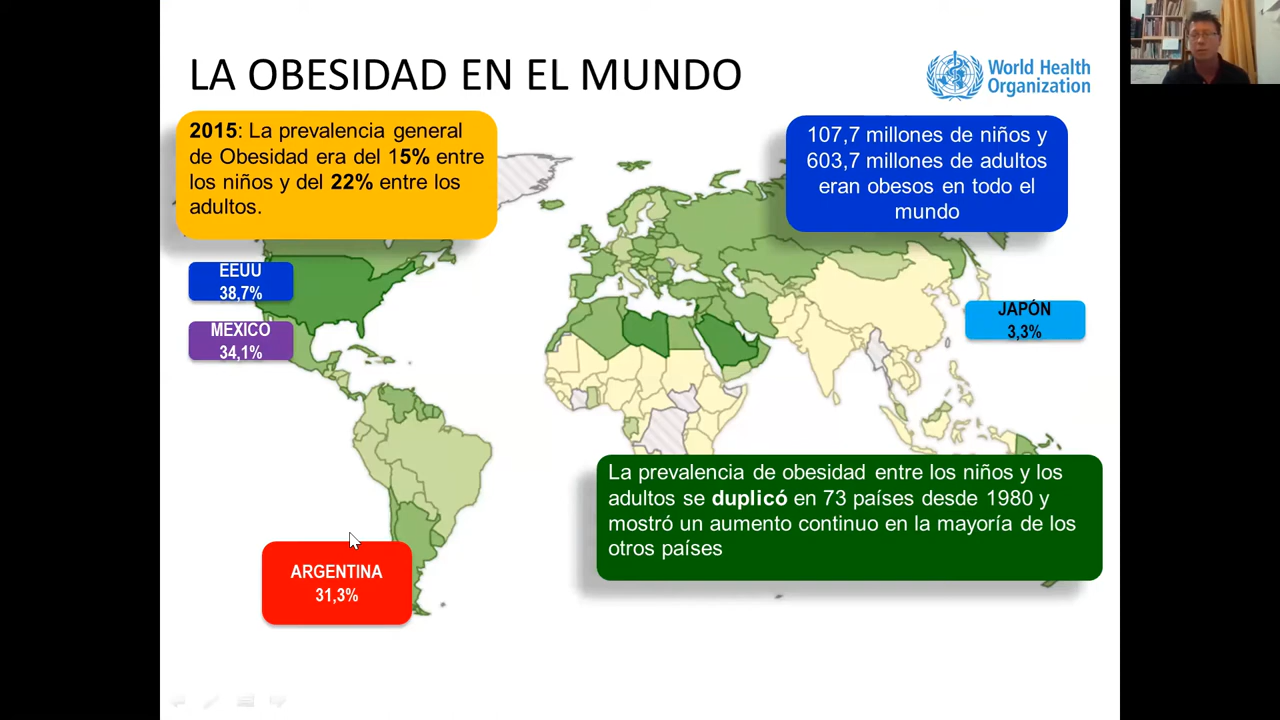 LA OBESIDAD EN EL MUNDO
World Health
Organization
2015: La prevalencia general
de Obesidad era del 15% entre
los niños y del 22% entre los
adultos.
107,7 millones de niños y
603,7 millones de adultos
eran obesos en todo el
mundo
EEUU
38,7%
MEXICO
34,1%
JAPÓN
3,3%
La prevalencia de obesidad entre los niños y los
adultos se duplicó en 73 países desde 1980 y
mostró un aumento continuo en la mayoría de los
otros países
ARGENTINA
31,3%